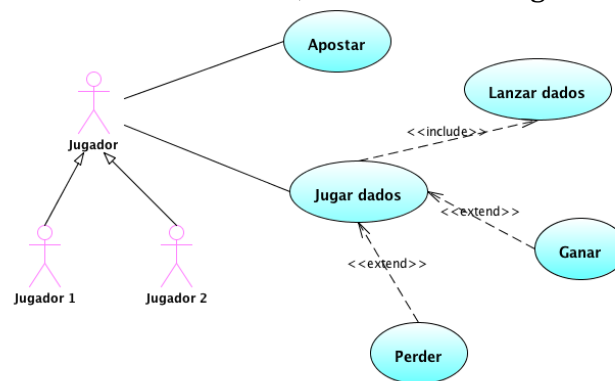 Apostar
Lanzar dados
<<include>>
Jugador
Jugar dados
<<extend>>
Ganar
<<extend>>
Jugador 1
Jugador 2
Perder